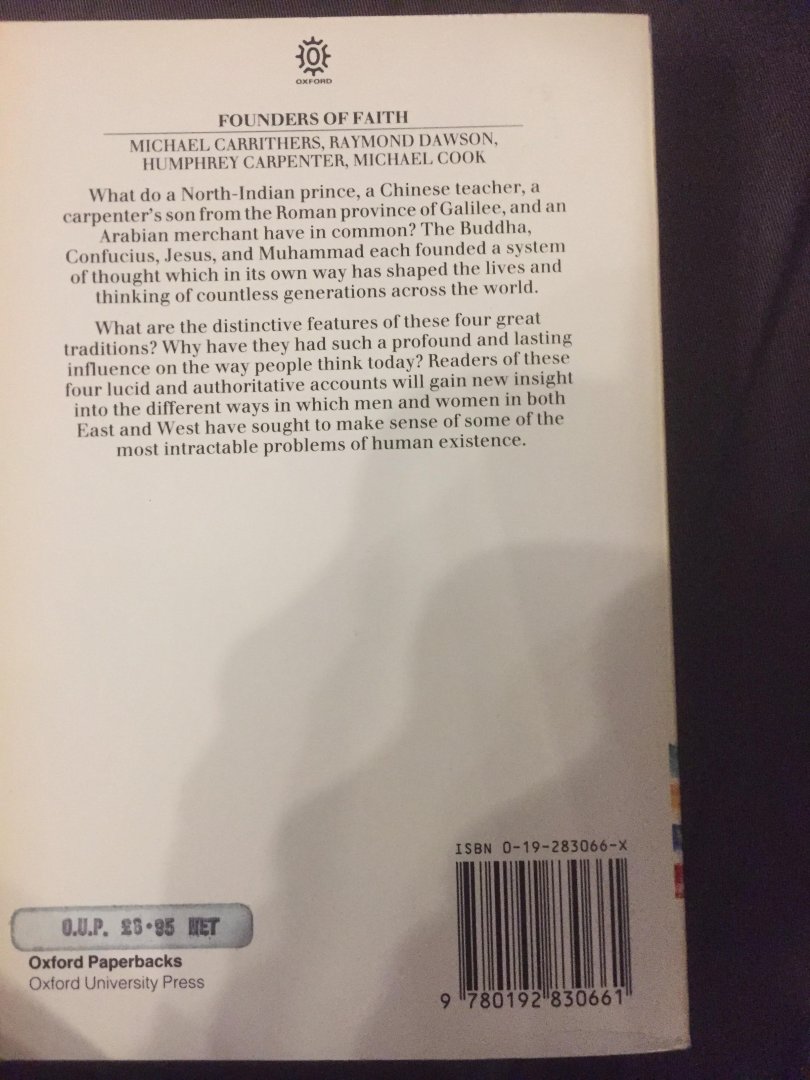 OXFORD
FOUNDERS OF FAITH
MICHAEL CARRITHERS, RAYMOND DAWSON,
HUMPHREY CARPENTER, MICHAEL COOK
What do a North-Indian prince, a Chinese teacher, a
carpenter's son from the Roman province of Galilee, and an
Arabian merchant have in common? The Buddha,
Confucius, Jesus, and Muhammad each founded a system
of thought which in its own way has shaped the lives and
thinking of countless generations across the world.
What are the distinctive features of these four great
traditions? Why have they had such a profound and lasting
influence on the way people think today? Readers of these
four lucid and authoritative accounts will gain new insight
into the different ways in which men and women in both
East and West have sought to make sense of some of the
most intractable problems of human existence.
ISBN 0-19-283066-X
O.U.P. NET
Oxford Paperbacks
Oxford University Press
9 780192 830661